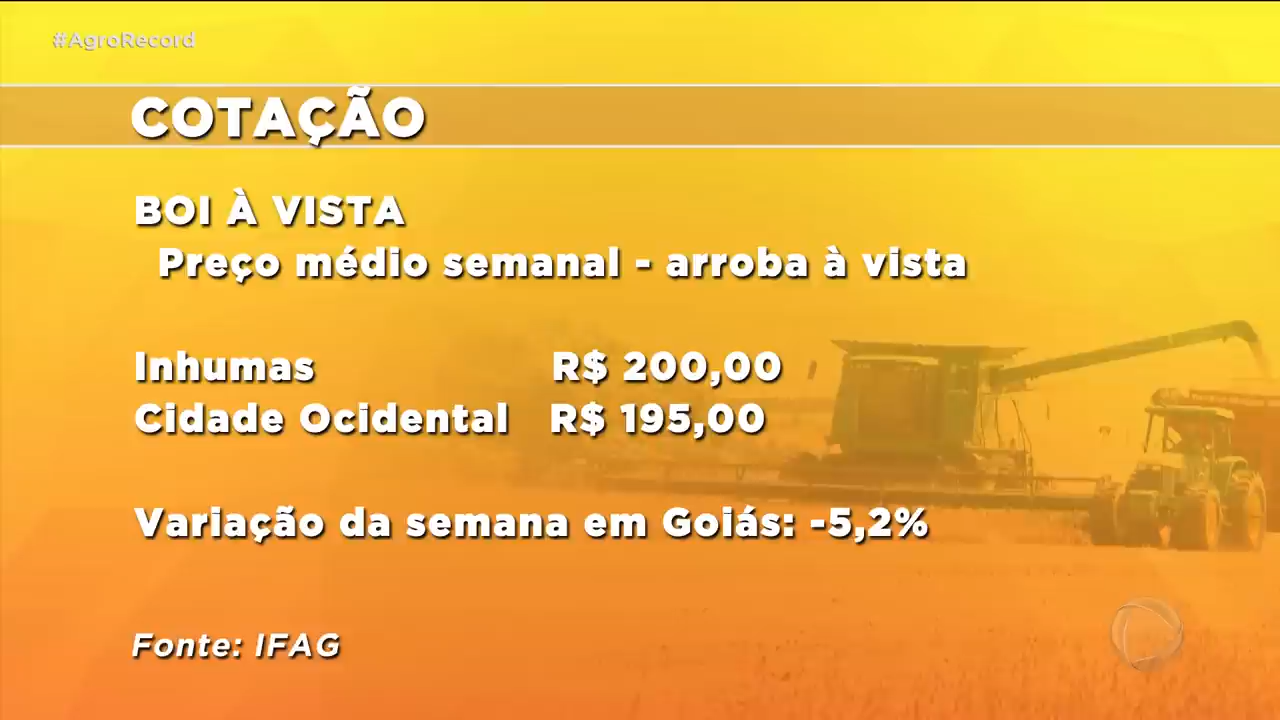 #AgroRecord
COTAÇÃO
BOI À VISTA
Preço médio semanal - arroba à vista
Inhumas R$ 200,00
Cidade Ocidental R$ 195,00
Variação da semana em Goiás: -5,2%
Fonte: IFAG